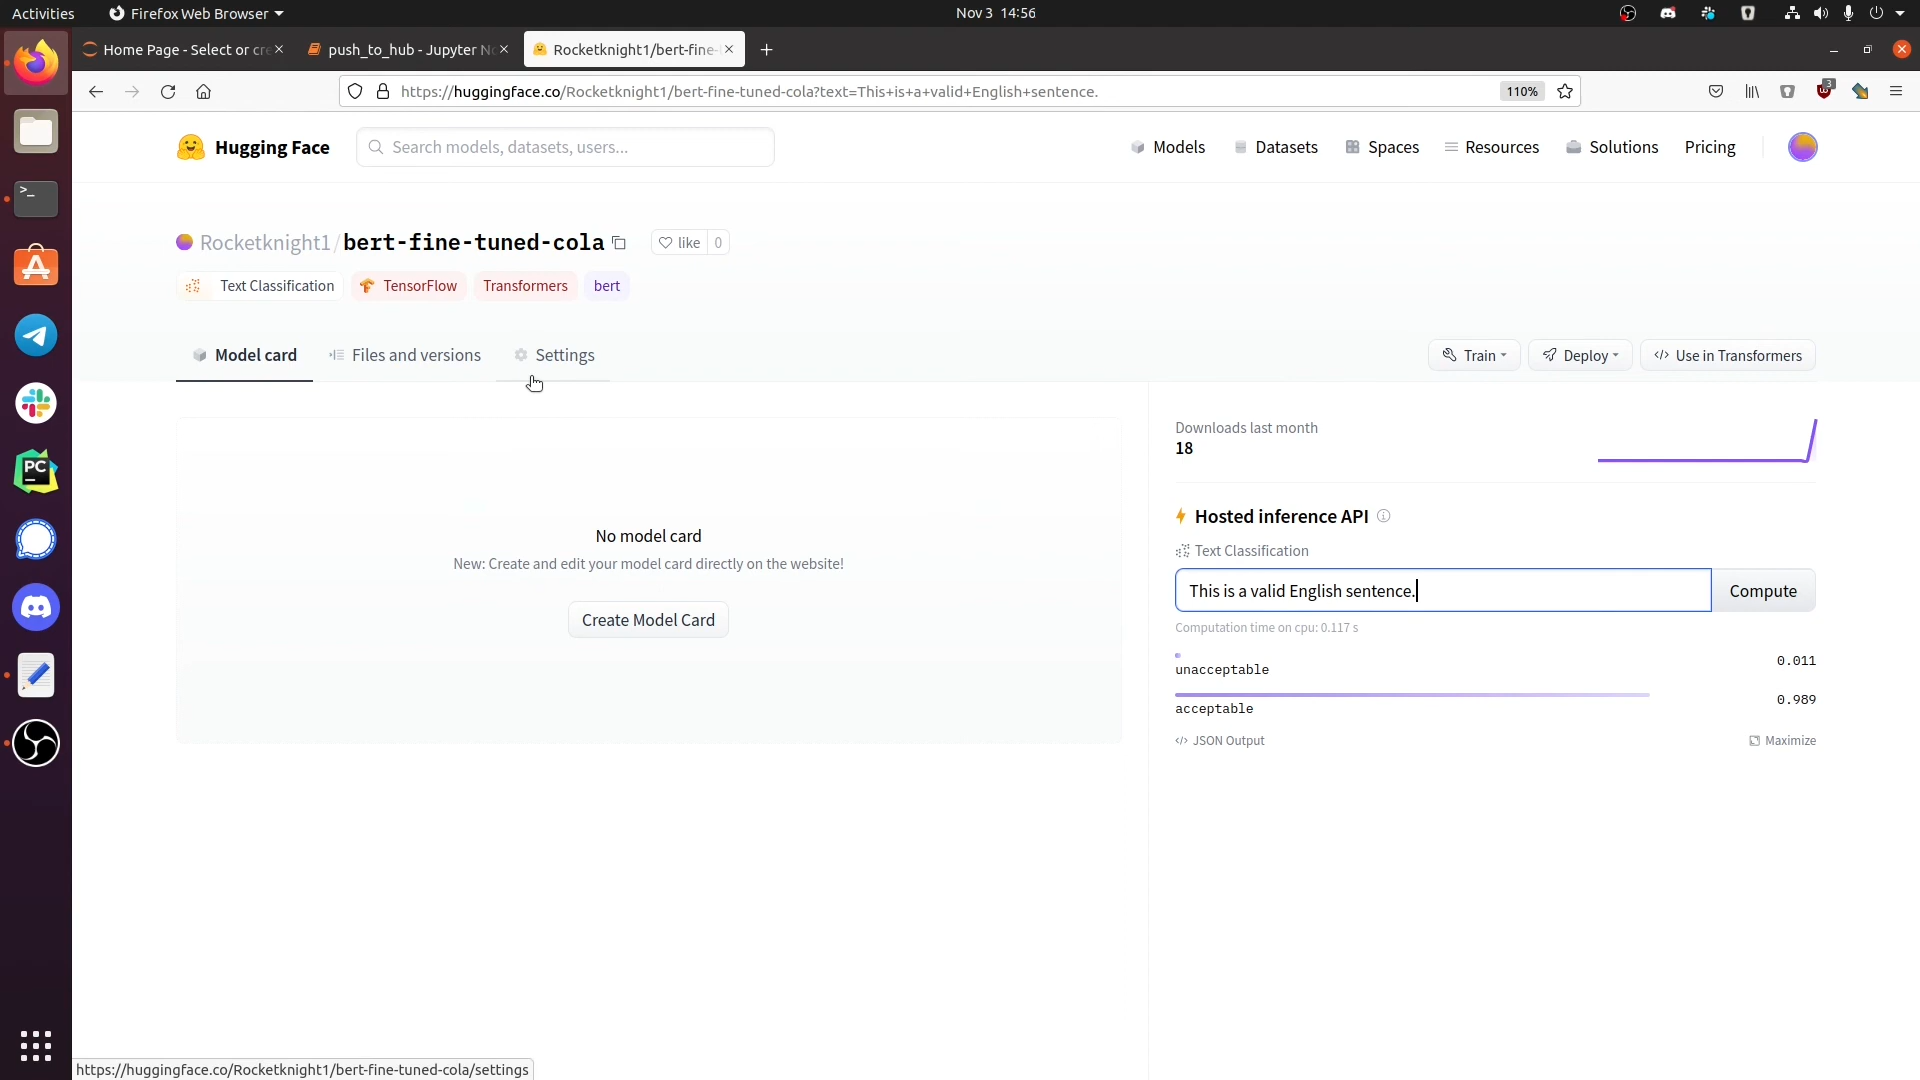 Activities
Firefox Web Browser
Nov 3 14:56
3
Home Page - Select or cre
push_to_hub - Jupyter No
Rocketknight1/bert-fine-
https://huggingface.co/Rocketknight1/bert-fine-tuned-cola?text=This+is+a+valid+English+sentence.
110%
Hugging Face
Search models, datasets, users...
Models
Datasets
Spaces
Resources
Solutions
Pricing
Rocketknight1/bert-fine-tuned-cola
like 0
Text Classification
TensorFlow
Transformers
bert
Model card
Files and versions
Settings
Train
Deploy
</> Use in Transformers
Downloads last month
18
No model card
New: Create and edit your model card directly on the website!
Create Model Card
Hosted inference API
Text Classification
This is a valid English sentence.
Compute
Computation time on cpu: 0.117 s
unacceptable
0.011
acceptable
0.989
</> JSON Output
Maximize
PC
https://huggingface.co/Rocketknight1/bert-fine-tuned-cola/settings